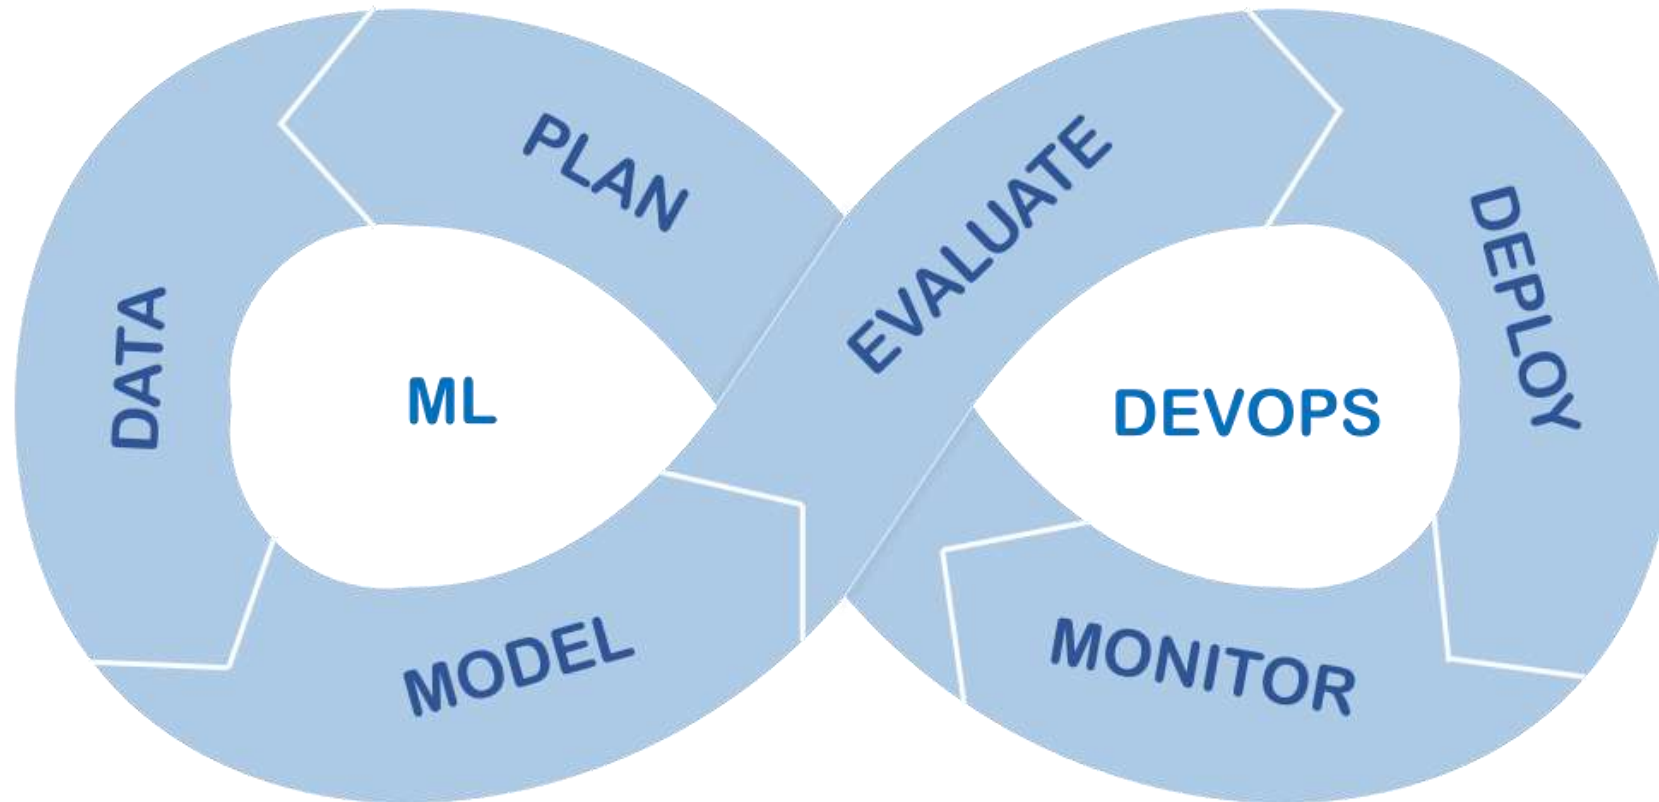 PLAN
EVALUATE
DEPLOY
DATA
ML
DEVOPS
MODEL
MONITOR